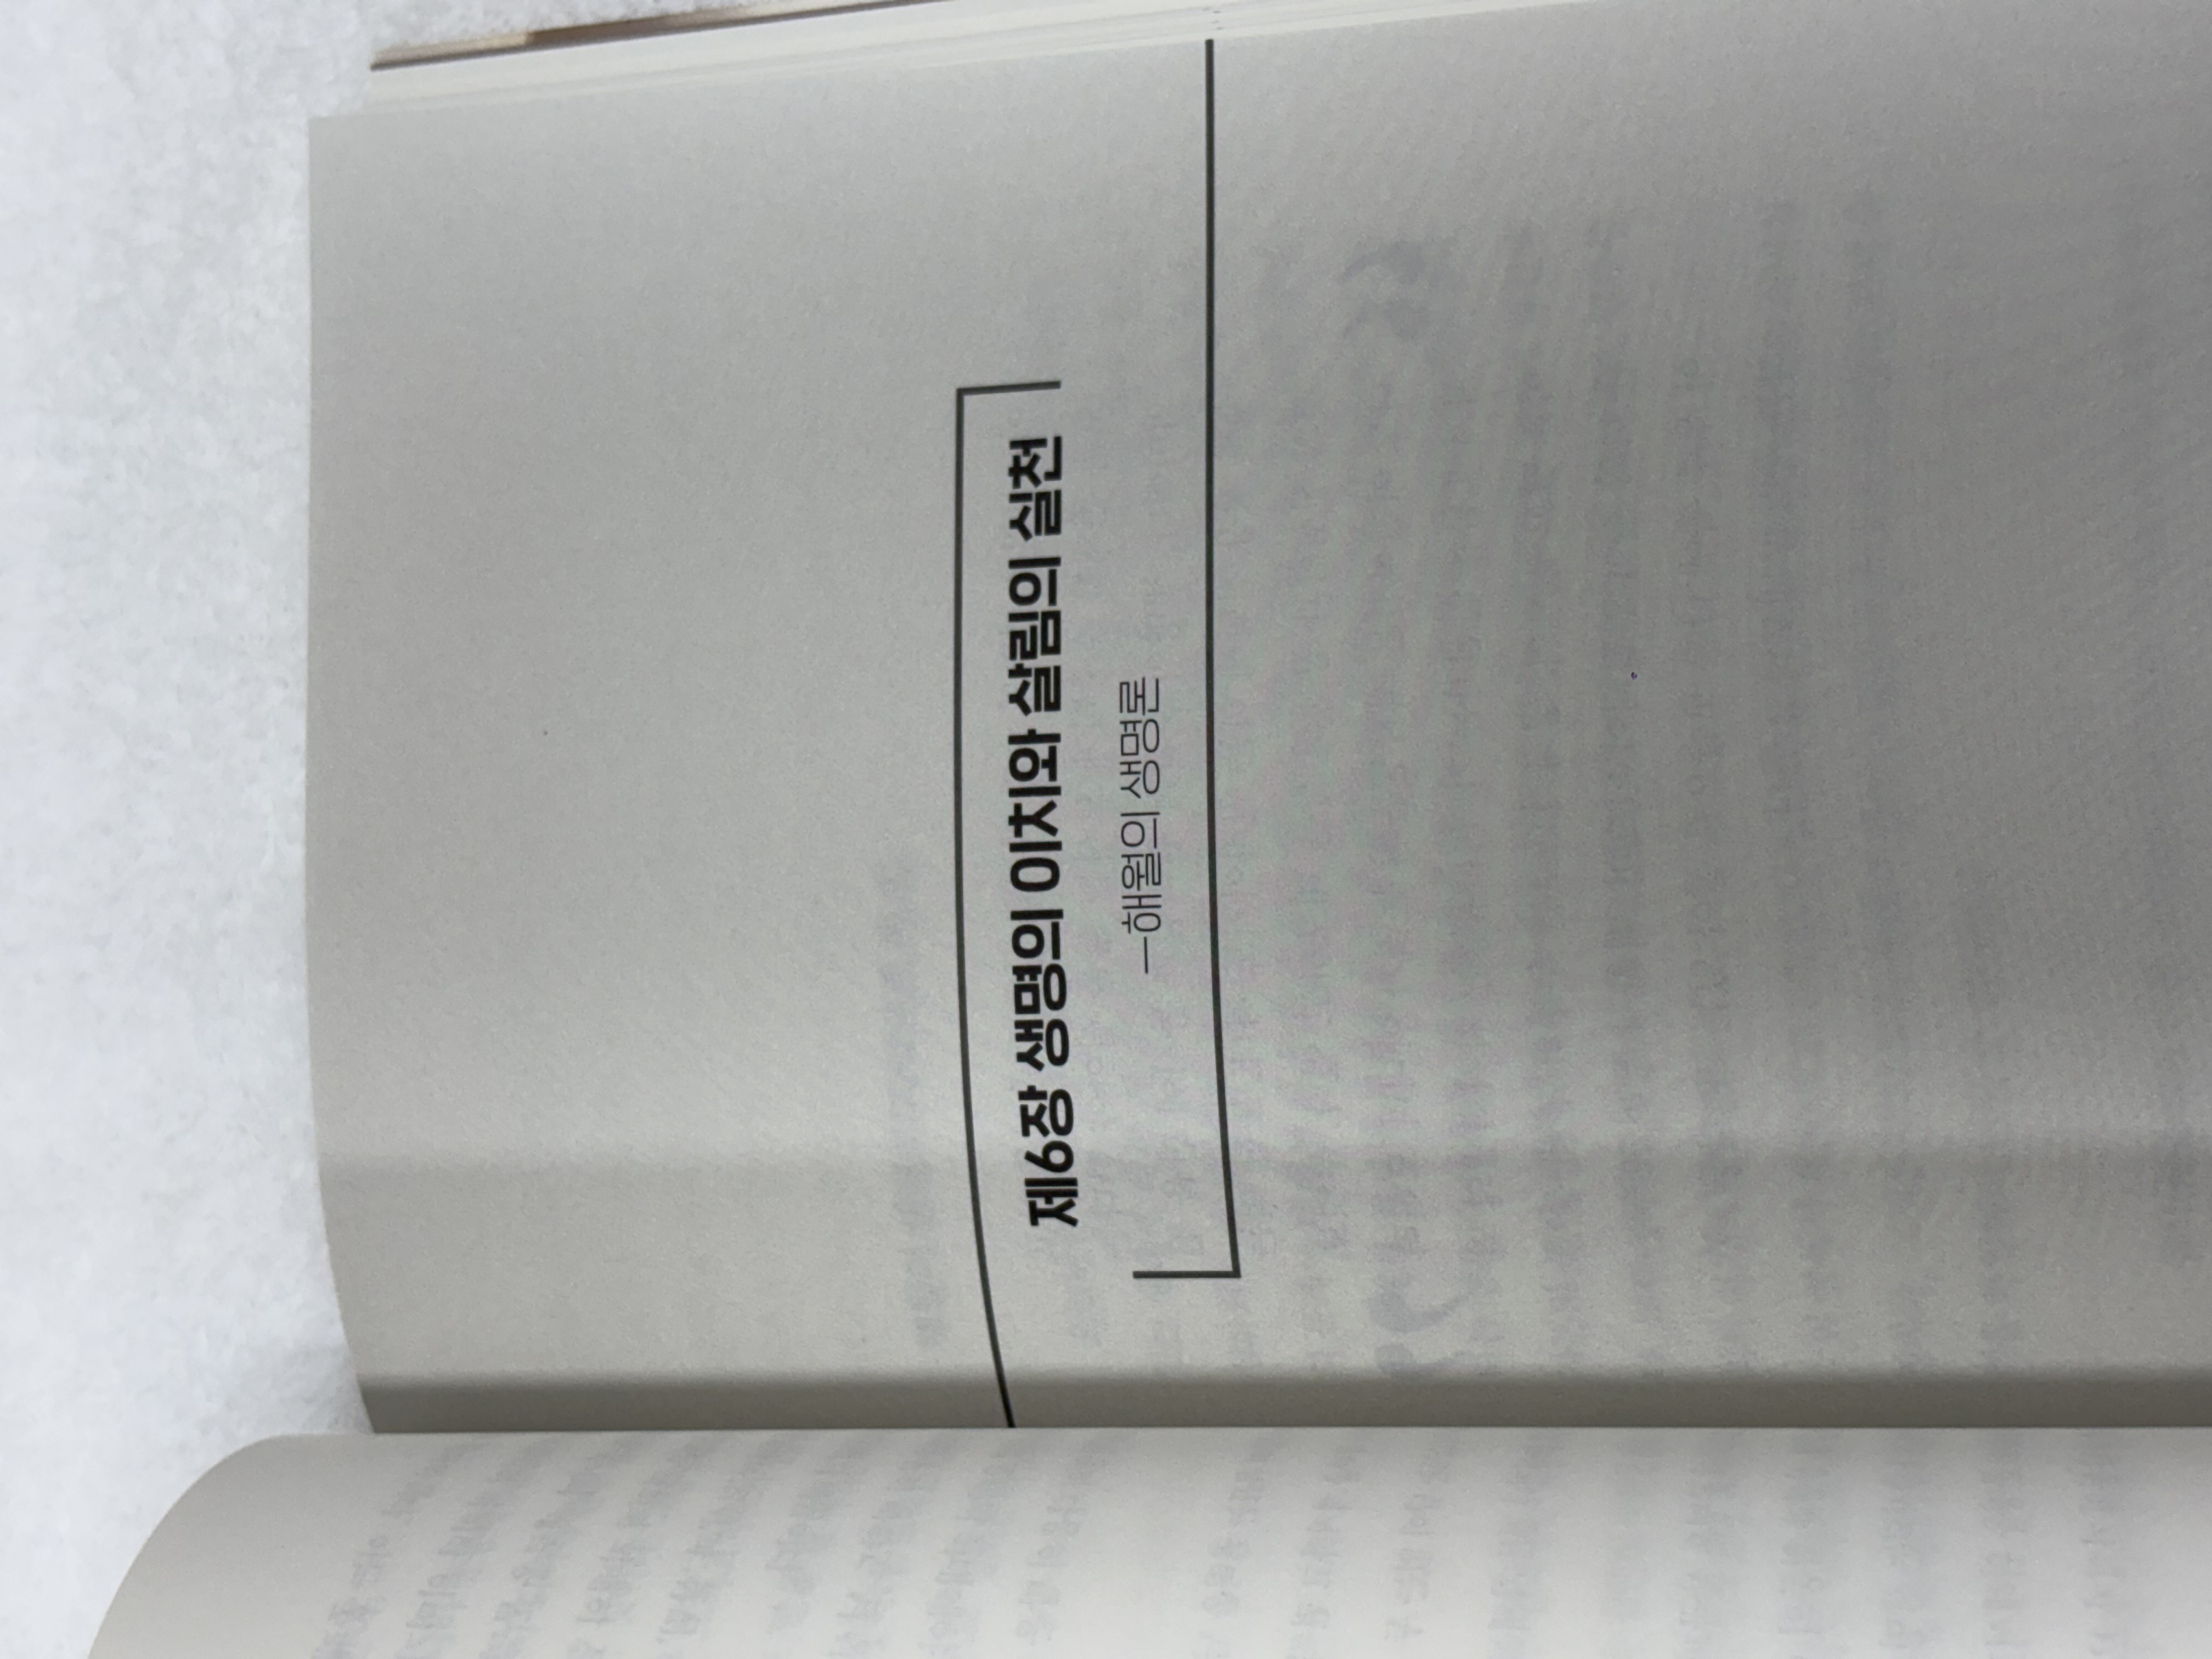 제6장 생명의 이치와 살림의 실천
—해월의 생명론